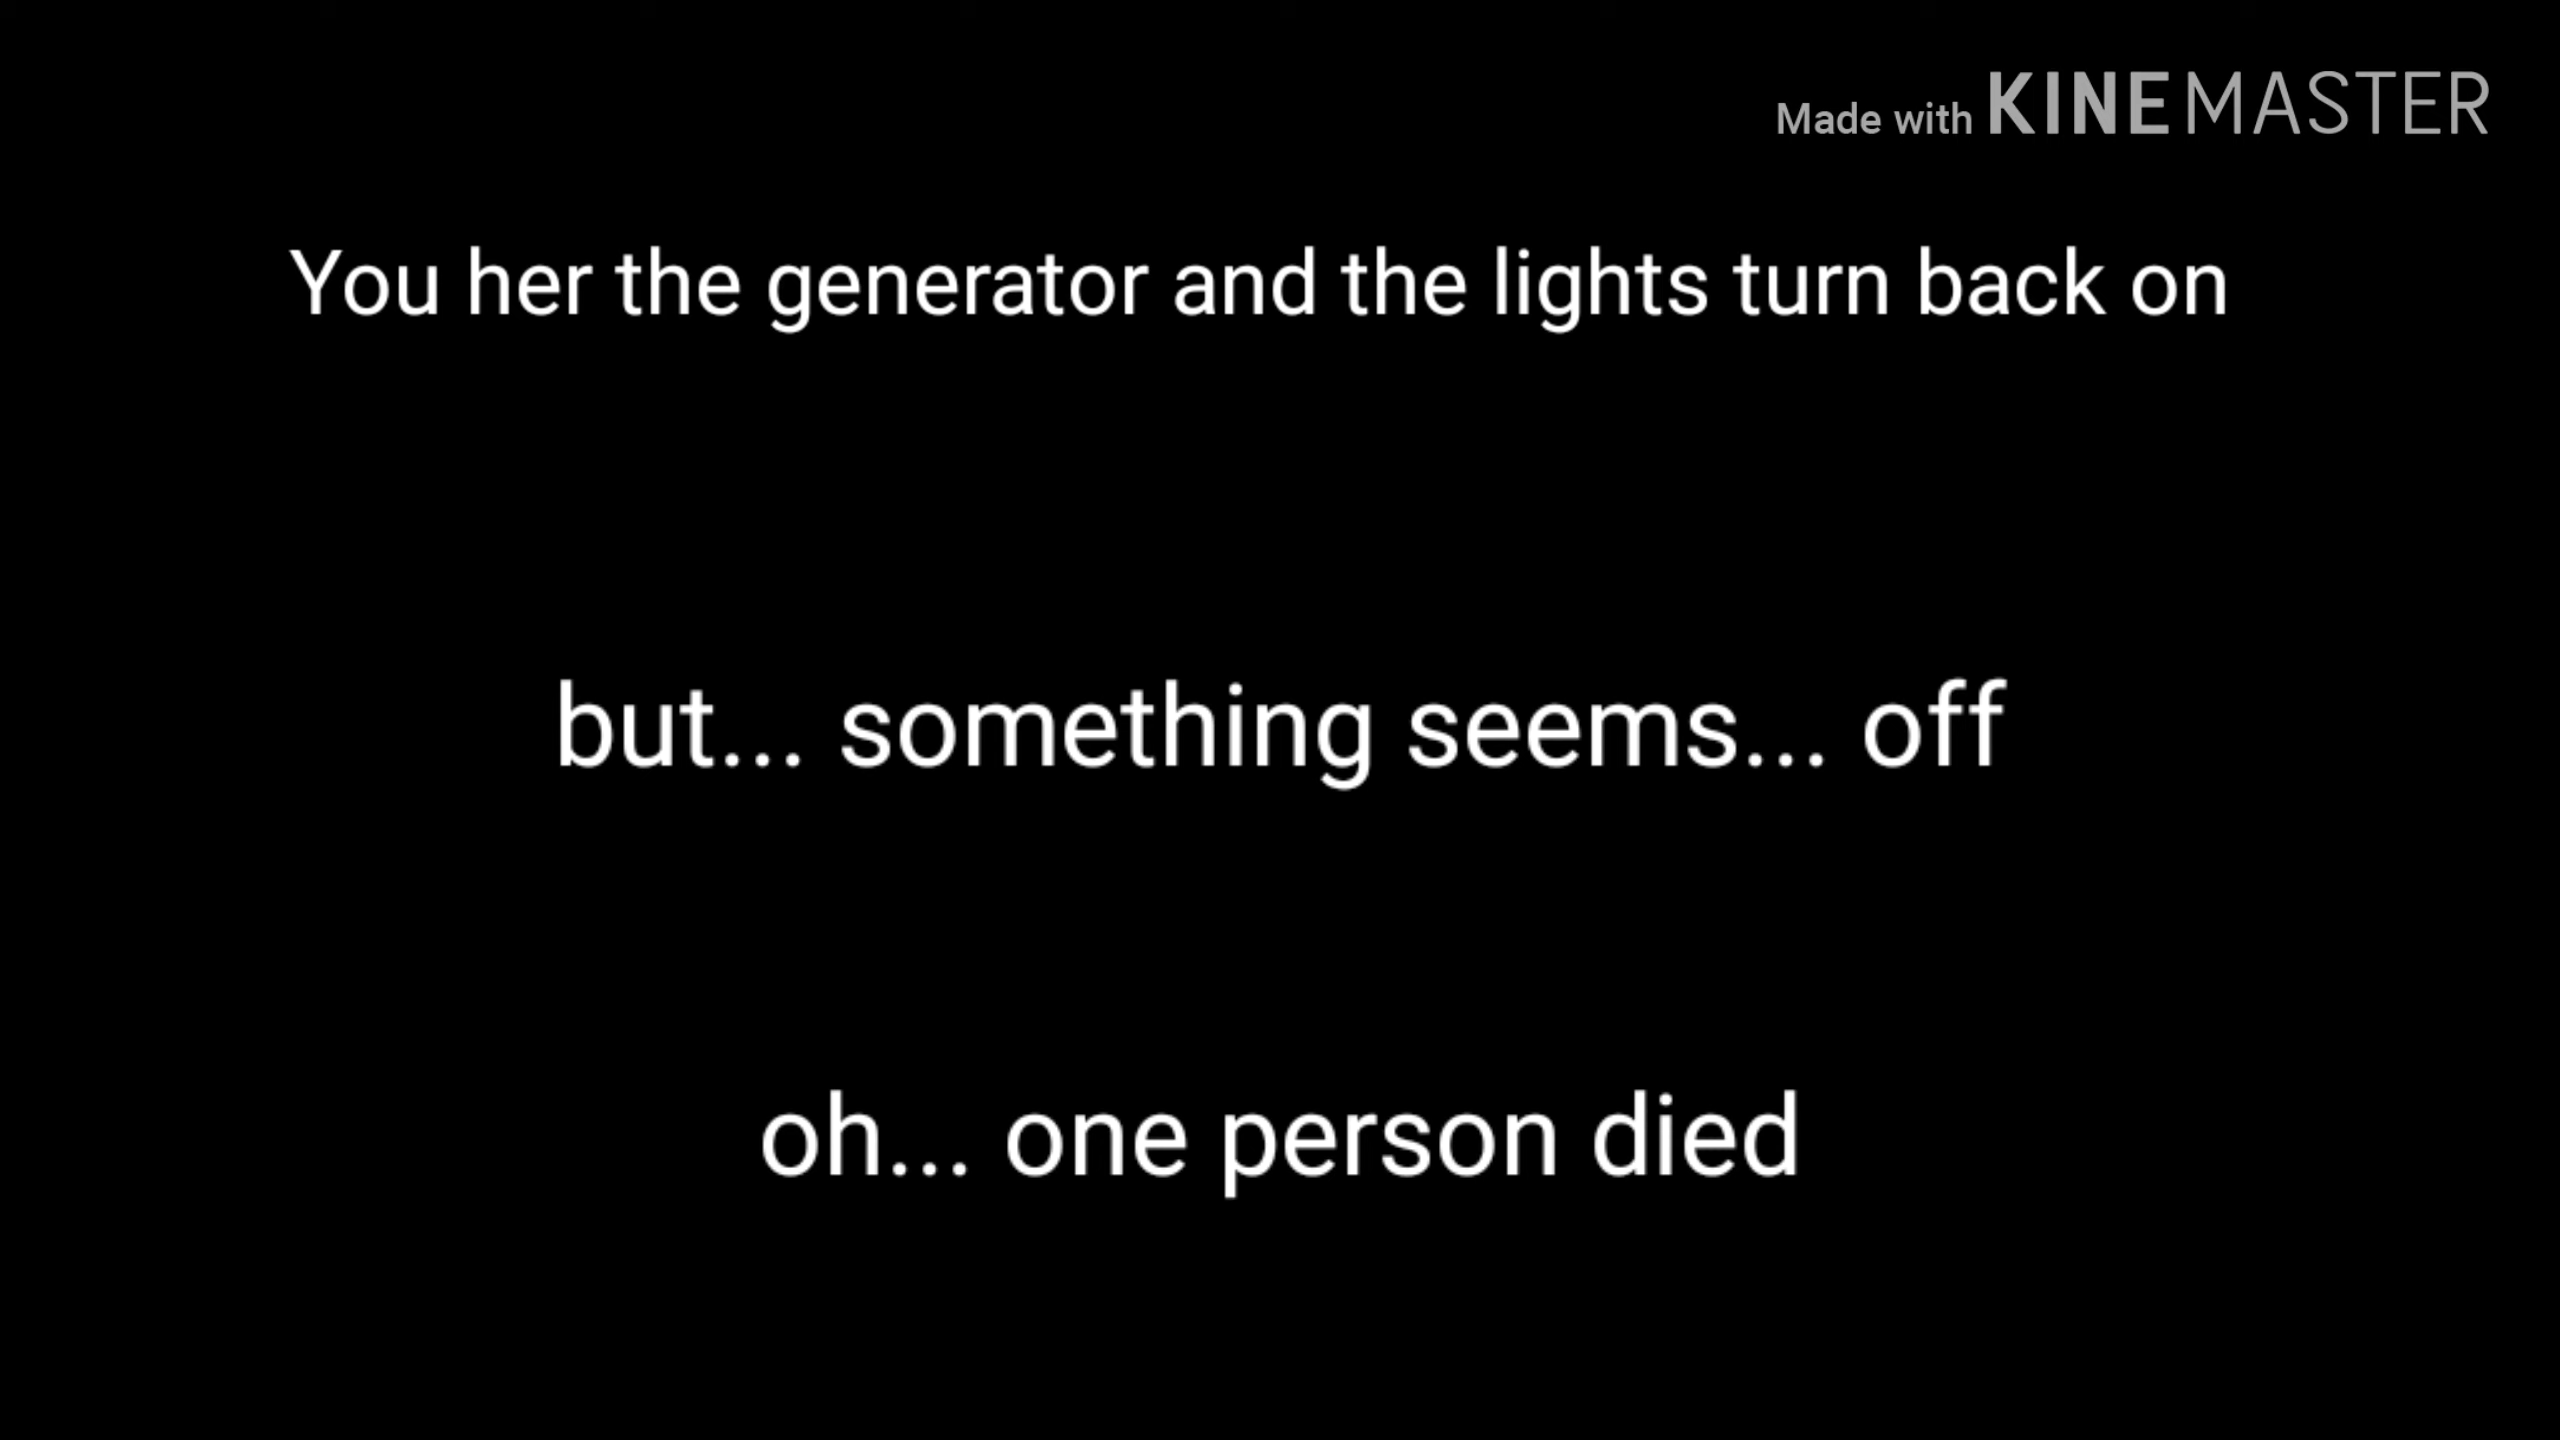 Made with KINEMASTER
You her the generator and the lights turn back on
but... something seems... off
oh... one person died